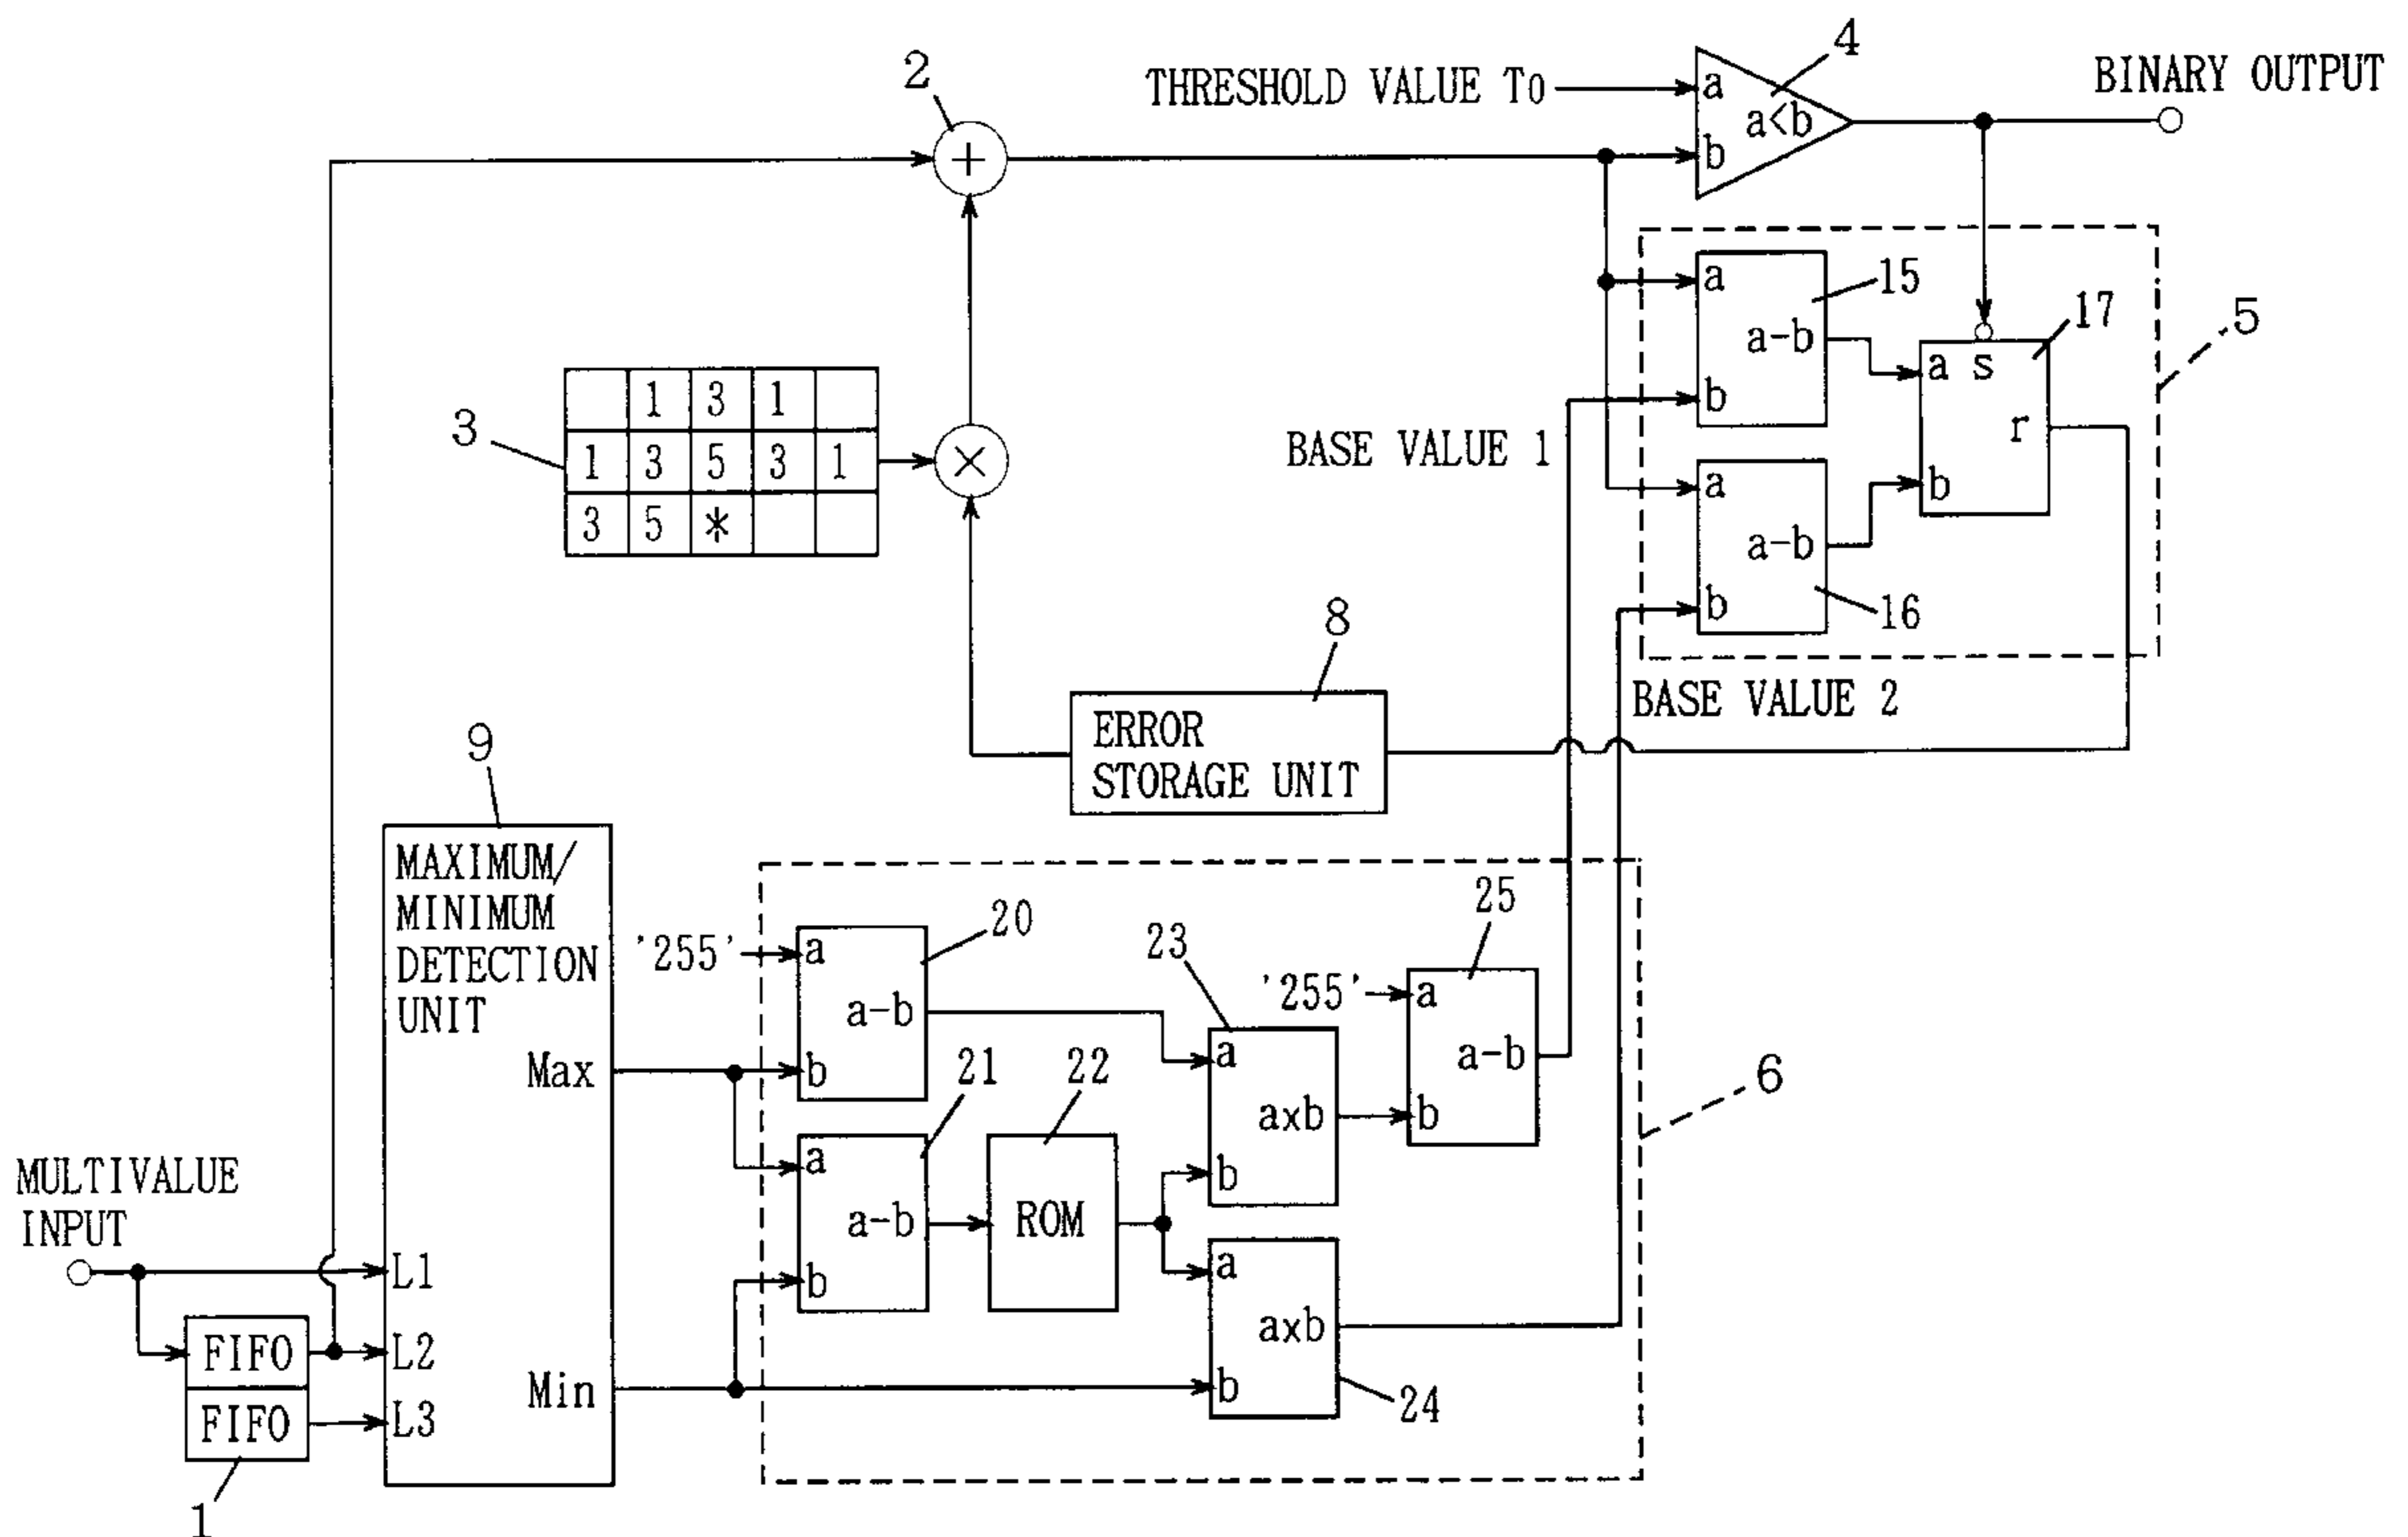 4
2
THRESHOLD VALUE T0
a
a<b
b
BINARY OUTPUT
+
a
15
a-b
b
17
5
a s
r
b
a
a-b
b
16
BASE VALUE 1
BASE VALUE 2
3
1 3 1
1 3 5 3 1
3 5 *
×
8
ERROR
STORAGE UNIT
9
MAXIMUM/
MINIMUM
DETECTION
UNIT
Max
Min
L1
L2
L3
MULTIVALUE
INPUT
FIFO
FIFO
1
'255'
a
20
a-b
b
21
a
a-b
b
22
ROM
23
a
axb
b
a
axb
b
24
25
'255'
a
a-b
b
6